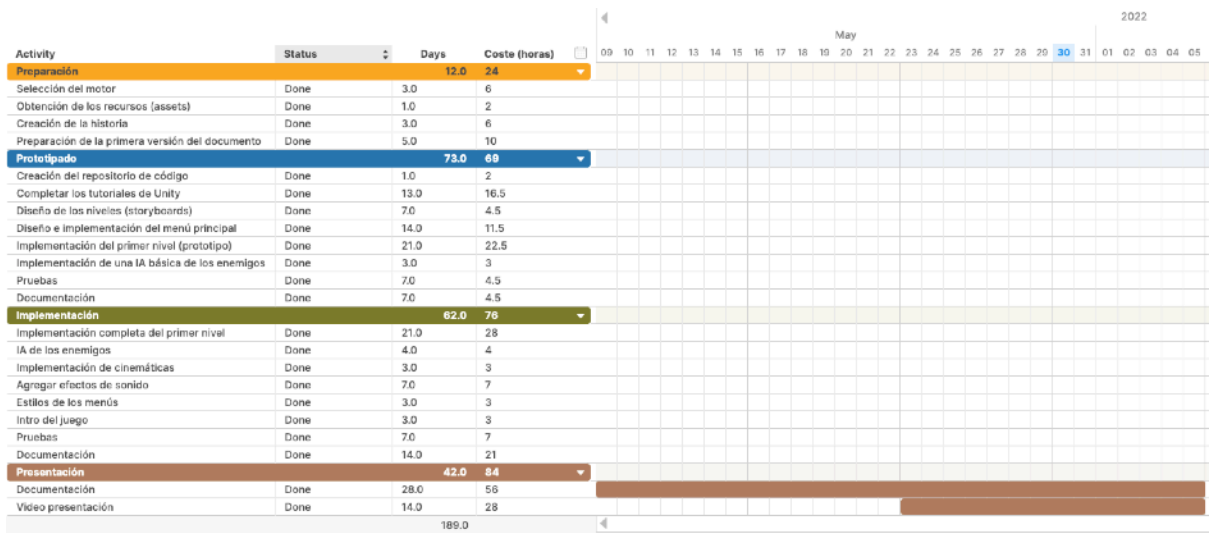 2022
May
Activity Status Days Coste (horas) 09 10 11 12 13 14 15 16 17 18 19 20 21 22 23 24 25 26 27 28 29 30 31 01 02 03 04 05
Preparación 12.0 24
Selección del motor Done 3.0 6
Obtención de los recursos (assets) Done 1.0 2
Creación de la historia Done 3.0 6
Preparación de la primera versión del documento Done 5.0 10
Prototipado 73.0 69
Creación del repositorio de código Done 1.0 2
Completar los tutoriales de Unity Done 13.0 16.5
Diseño de los niveles (storyboards) Done 7.0 4.5
Diseño e implementación del menú principal Done 14.0 11.5
Implementación del primer nivel (prototipo) Done 21.0 22.5
Implementación de una IA básica de los enemigos Done 3.0 3
Pruebas Done 7.0 4.5
Documentación Done 7.0 4.5
Implementación 62.0 76
Implementación completa del primer nivel Done 21.0 28
IA de los enemigos Done 4.0 4
Implementación de cinemáticas Done 3.0 3
Agregar efectos de sonido Done 7.0 7
Estilos de los menús Done 3.0 3
Intro del juego Done 3.0 3
Pruebas Done 7.0 7
Documentación Done 14.0 21
Presentación 42.0 84
Documentación Done 28.0 56
Video presentación Done 14.0 28
189.0